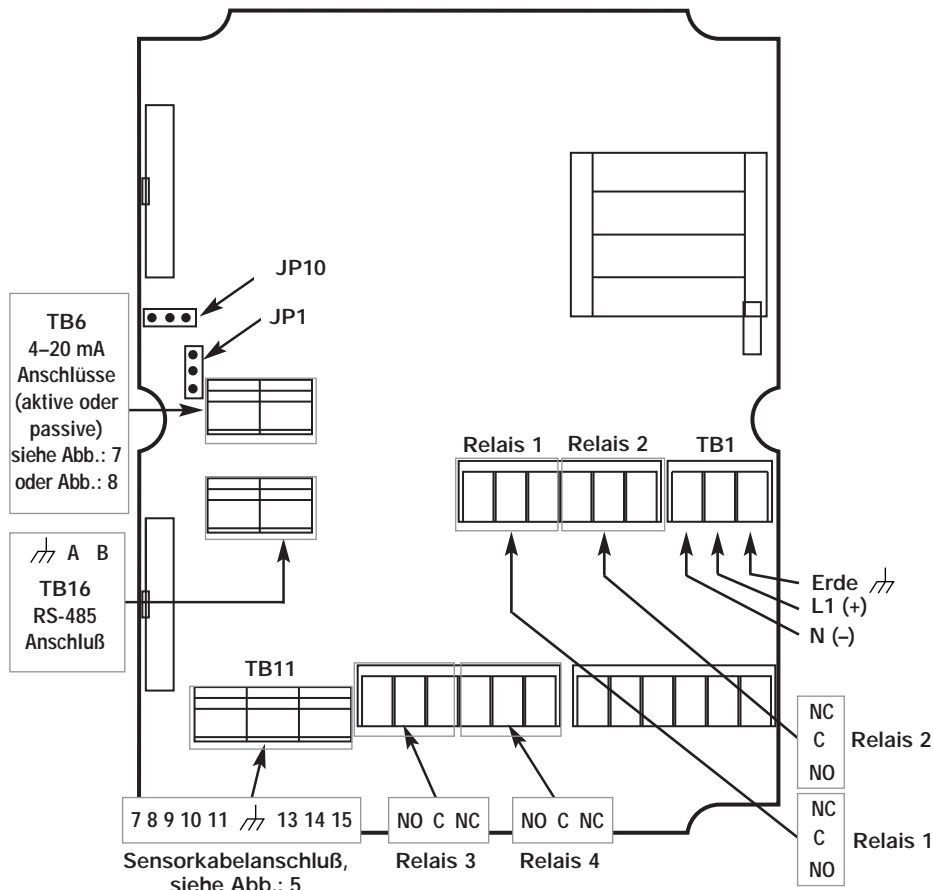 JP10
JP1
TB6
4–20 mA
Anschlüsse
(aktive oder
passive)
siehe Abb.: 7
oder Abb.: 8
A B
TB16
RS-485
Anschluß
Relais 1 Relais 2 TB1
Erde
L1 (+)
N (–)
TB11
NC
C
NO
Relais 2
NC
C
NO
Relais 1
7 8 9 10 11 13 14 15
Sensorkabelanschluß,
siehe Abb.: 5
NO C NC
Relais 3
NO C NC
Relais 4